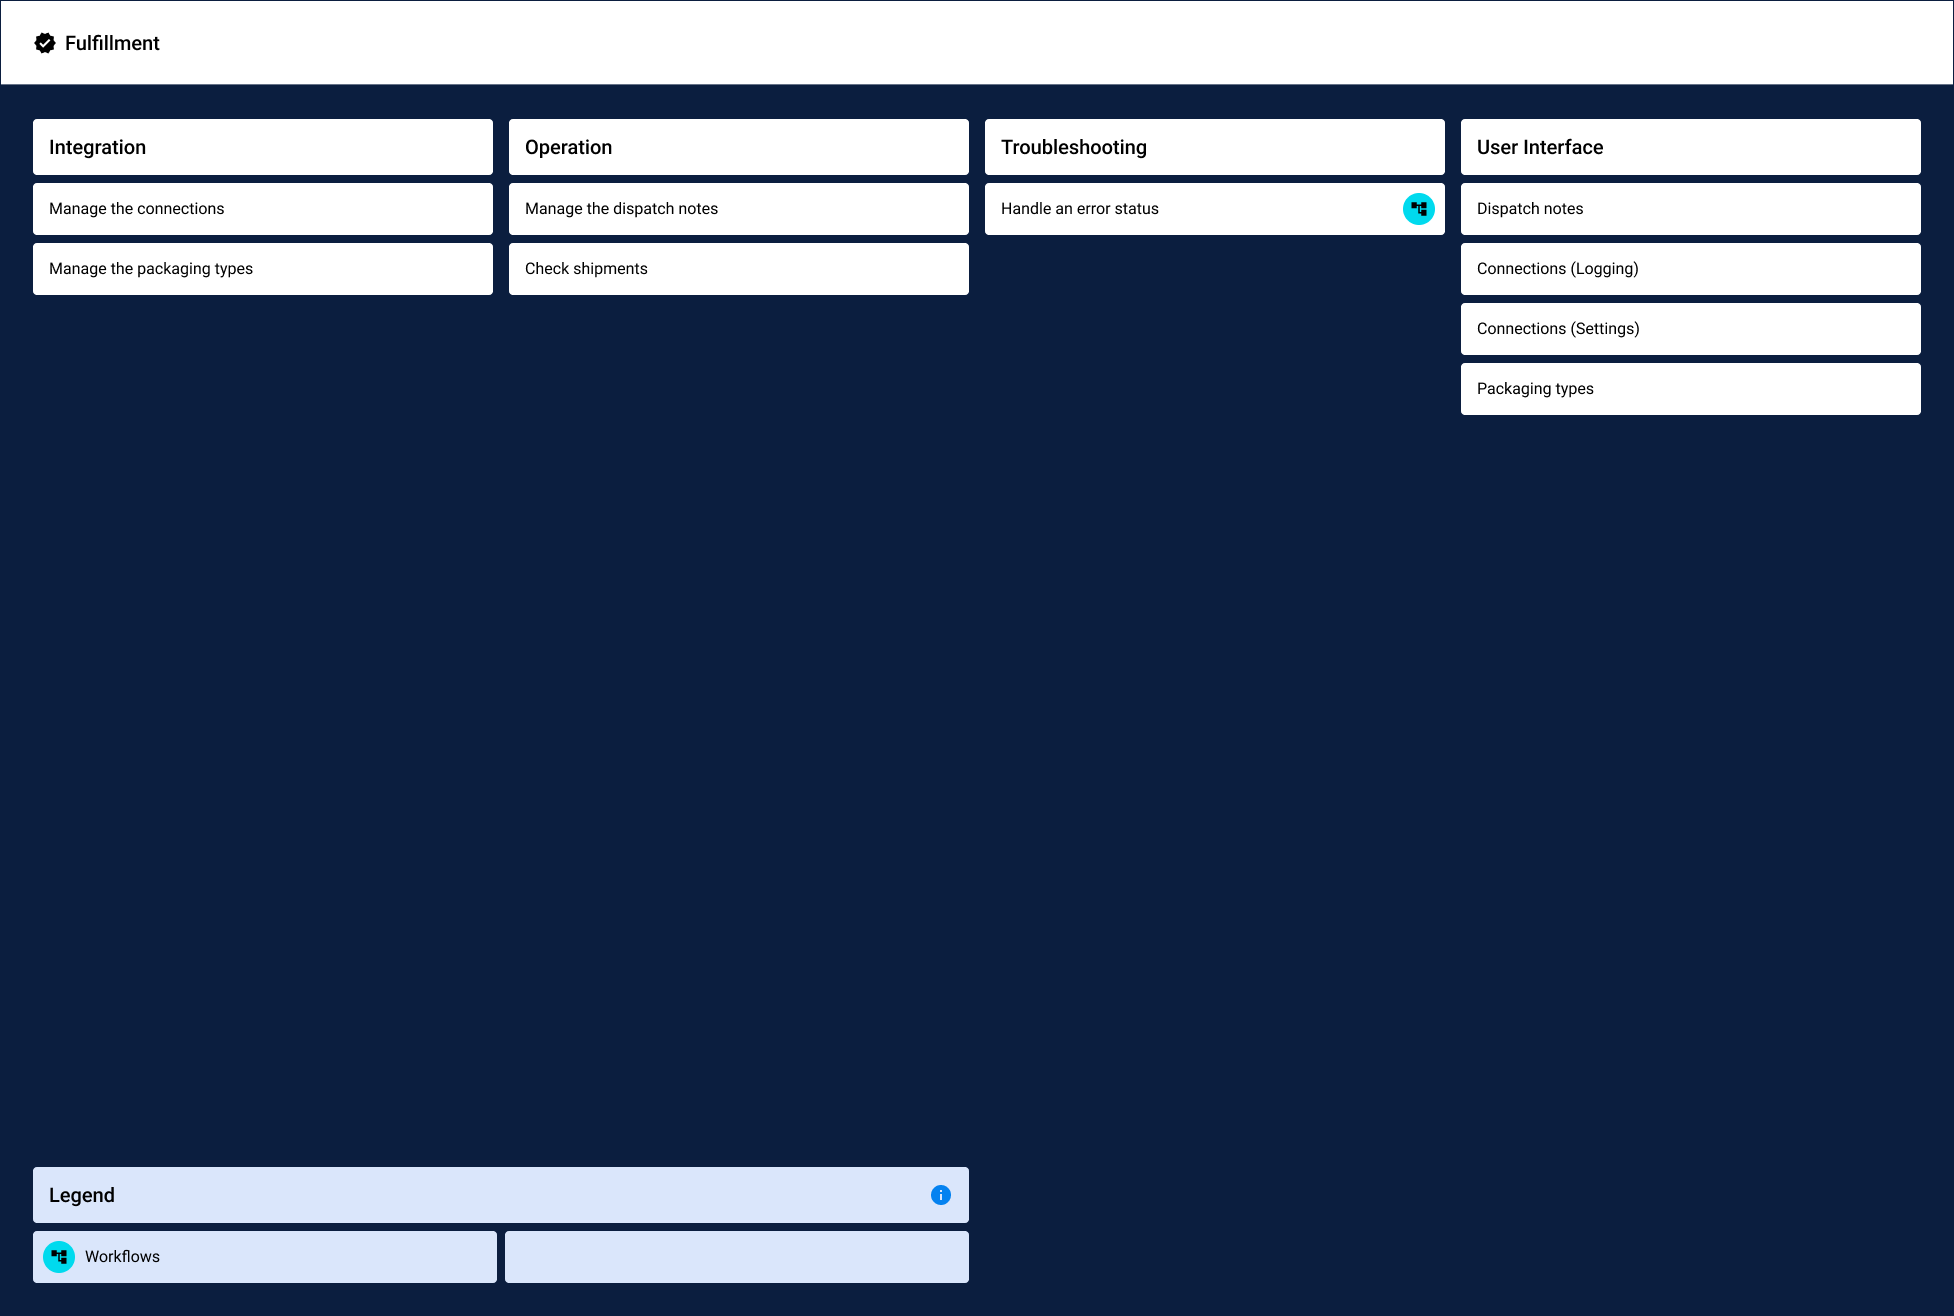 Fulfillment
Integration
Manage the connections
Manage the packaging types
Operation
Manage the dispatch notes
Check shipments
Troubleshooting
Handle an error status
User Interface
Dispatch notes
Connections (Logging)
Connections (Settings)
Packaging types
Legend
Workflows